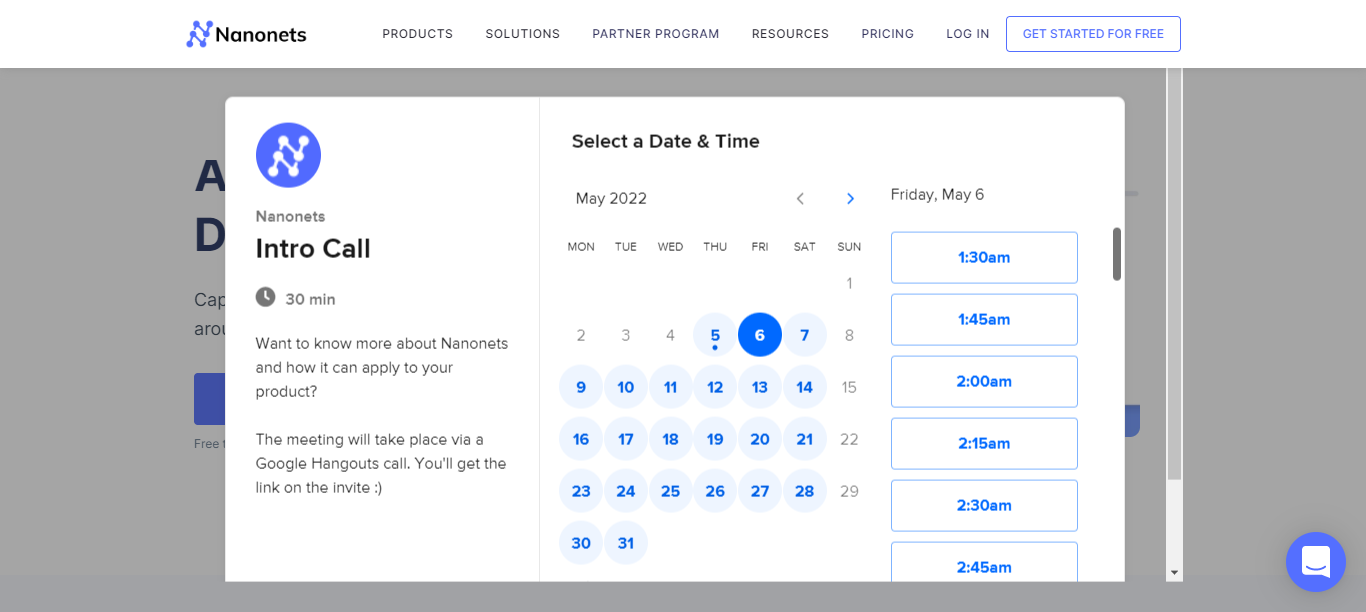 Nanonets
PRODUCTS SOLUTIONS PARTNER PROGRAM RESOURCES PRICING LOG IN GET STARTED FOR FREE
Nanonets
Intro Call
30 min
Want to know more about Nanonets
and how it can apply to your
product?
The meeting will take place via a
Google Hangouts call. You'll get the
link on the invite :)
Select a Date & Time
May 2022
MON TUE WED THU FRI SAT SUN
1
2 3 4 5 6 7 8
9 10 11 12 13 14 15
16 17 18 19 20 21 22
23 24 25 26 27 28 29
30 31
Friday, May 6
1:30am
1:45am
2:00am
2:15am
2:30am
2:45am
Free